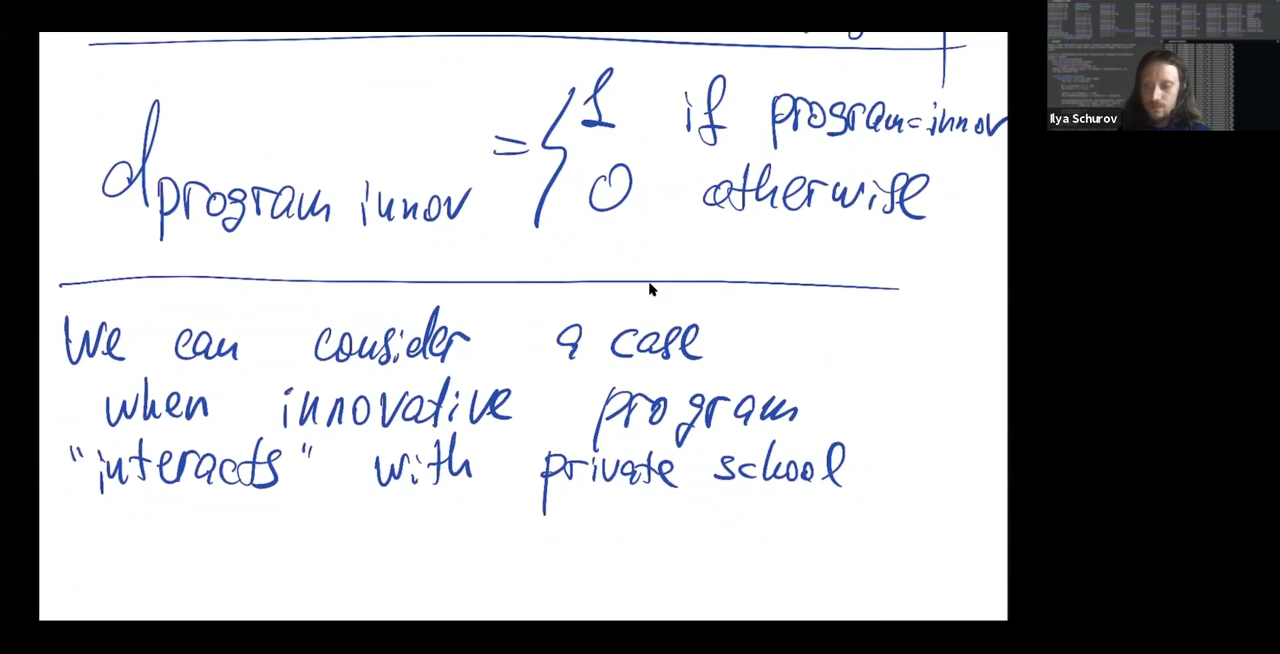 d program innov = { 1 if program=innov
0 otherwise
We can consider a case
when innovative program
"interacts" with private school
Ilya Schurov